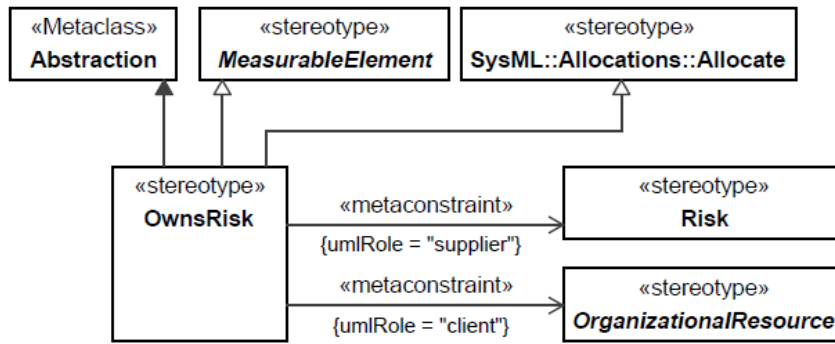 «Metaclass»
Abstraction
«stereotype»
MeasurableElement
«stereotype»
SysML::Allocations::Allocate
«stereotype»
OwnsRisk
«metaconstraint»
{umlRole = "supplier"}
«stereotype»
Risk
«metaconstraint»
{umlRole = "client"}
«stereotype»
OrganizationalResource